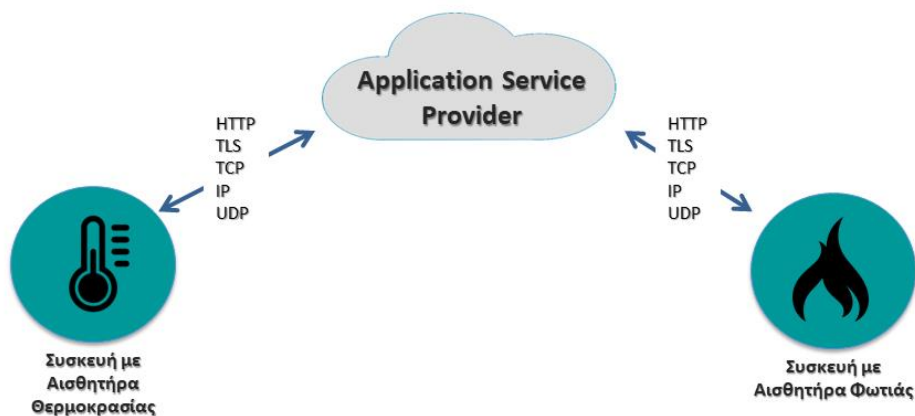 Application Service
Provider
HTTP
TLS
TCP
IP
UDP
HTTP
TLS
TCP
IP
UDP
Συσκευή με
Αισθητήρα
Θερμοκρασίας
Συσκευή με
Αισθητήρα Φωτιάς